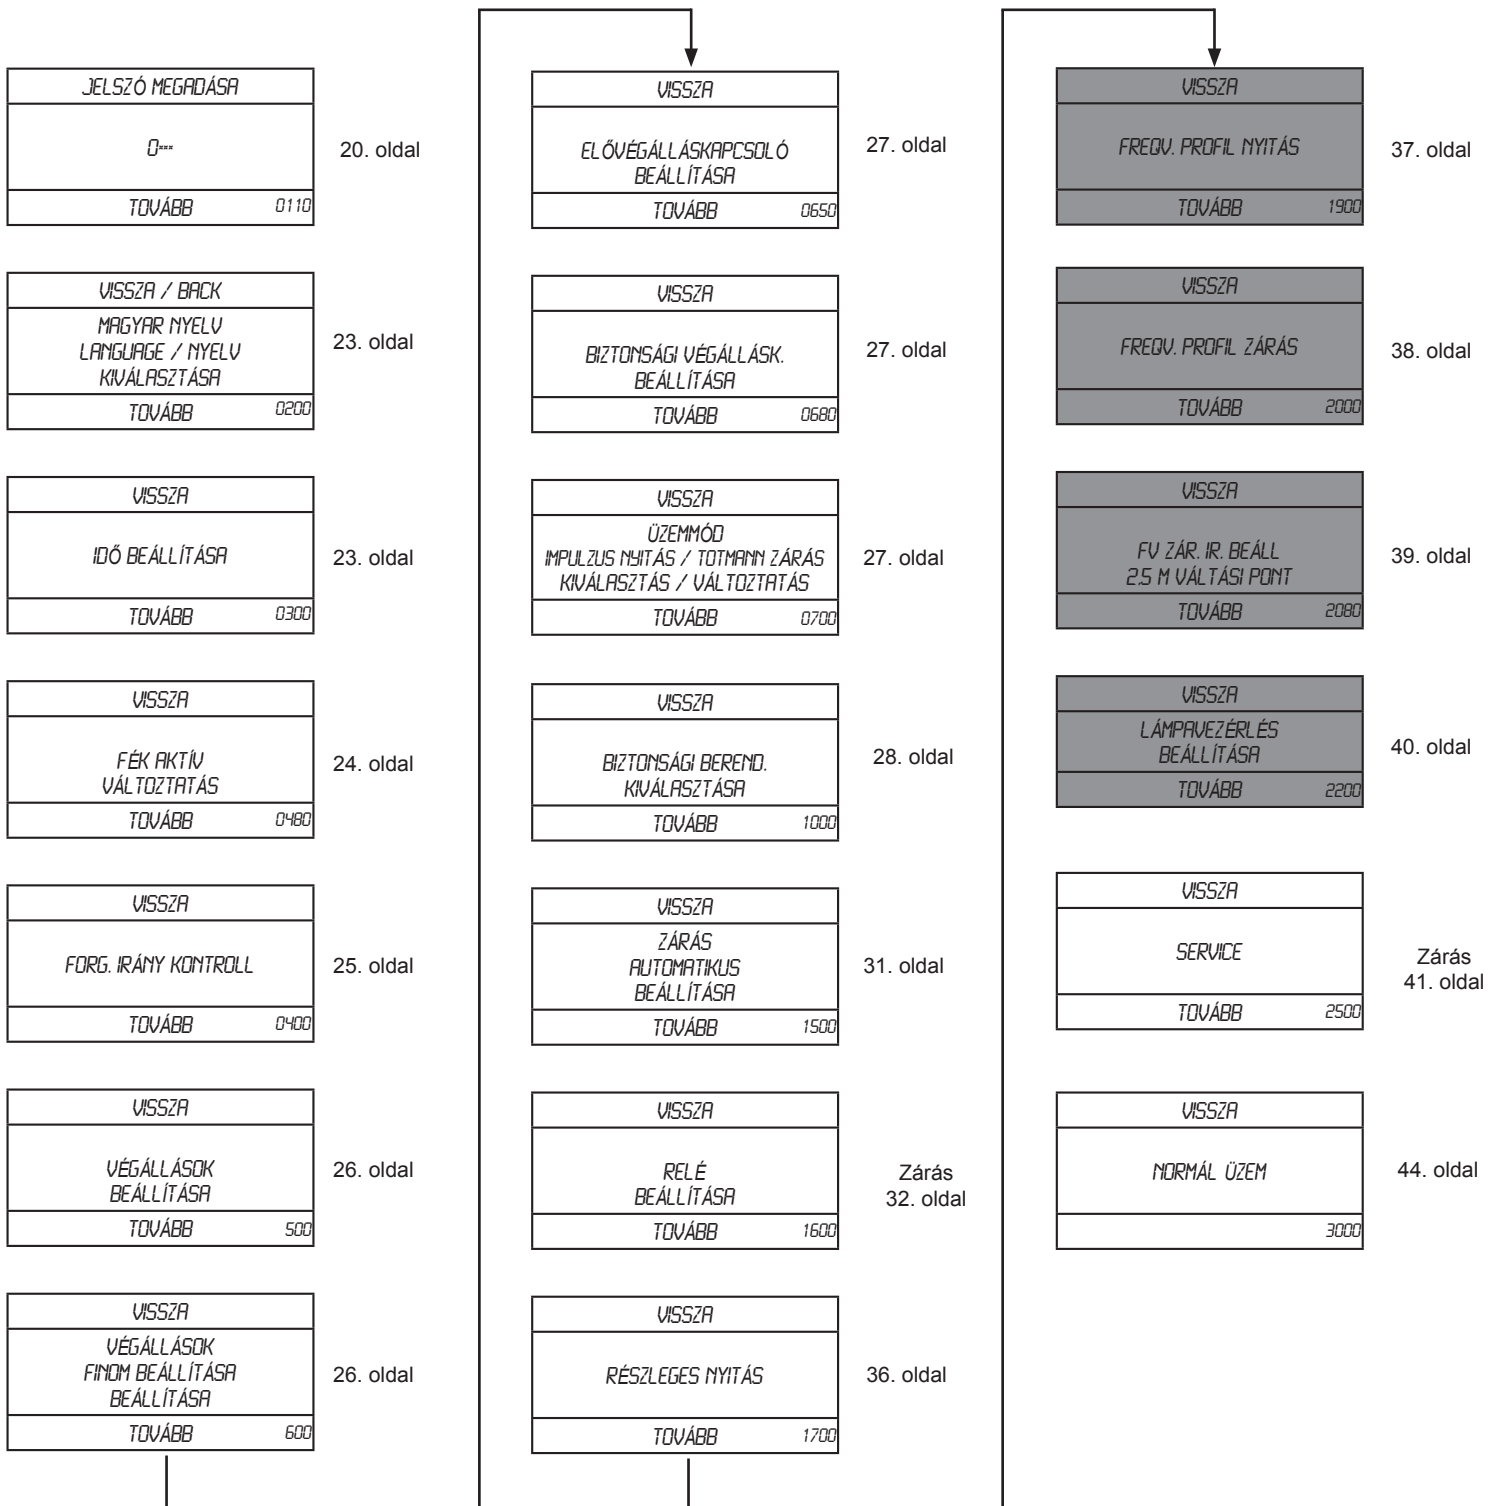 JELSZÓ MEGADÁSA
0***
20. oldal
TOVÁBB 0110
VISSZA / BACK
MAGYAR NYELV
LANGUAGE / NYELV
KIVÁLASZTÁSA
23. oldal
TOVÁBB 0200
VISSZA
IDŐ BEÁLLÍTÁSA
23. oldal
TOVÁBB 0300
VISSZA
FÉK AKTÍV
VÁLTOZTATÁS
24. oldal
TOVÁBB 0480
VISSZA
FORG. IRÁNY KONTROLL
25. oldal
TOVÁBB 0400
VISSZA
VÉGÁLLÁSOK
BEÁLLÍTÁSA
26. oldal
TOVÁBB 500
VISSZA
VÉGÁLLÁSOK
FINOM BEÁLLÍTÁSA
BEÁLLÍTÁSA
26. oldal
TOVÁBB 600
VISSZA
ELŐVÉGÁLLÁSKAPCSOLÓ
BEÁLLÍTÁSA
27. oldal
TOVÁBB 0650
VISSZA
BIZTONSÁGI VÉGÁLLÁSK.
BEÁLLÍTÁSA
27. oldal
TOVÁBB 0680
VISSZA
ÜZEMMÓD
IMPULZUS NYITÁS / TOTMANN ZÁRÁS
KIVÁLASZTÁS / VÁLTOZTATÁS
27. oldal
TOVÁBB 0700
VISSZA
BIZTONSÁGI BEREND.
KIVÁLASZTÁSA
28. oldal
TOVÁBB 1000
VISSZA
ZÁRÁS
AUTOMATIKUS
BEÁLLÍTÁSA
31. oldal
TOVÁBB 1500
VISSZA
RELÉ
BEÁLLÍTÁSA
Zárás
32. oldal
TOVÁBB 1600
VISSZA
RÉSZLEGES NYITÁS
36. oldal
TOVÁBB 1700
VISSZA
FREQV. PROFIL NYITÁS
37. oldal
TOVÁBB 1900
VISSZA
FREQV. PROFIL ZÁRÁS
38. oldal
TOVÁBB 2000
VISSZA
FV ZÁR. IR. BEÁLL
2.5 M VÁLTÁSI PONT
39. oldal
TOVÁBB 2080
VISSZA
LÁMPAVEZÉRLÉS
BEÁLLÍTÁSA
40. oldal
TOVÁBB 2200
VISSZA
SERVICE
Zárás
41. oldal
TOVÁBB 2500
VISSZA
NORMÁL ÜZEM
44. oldal
3000